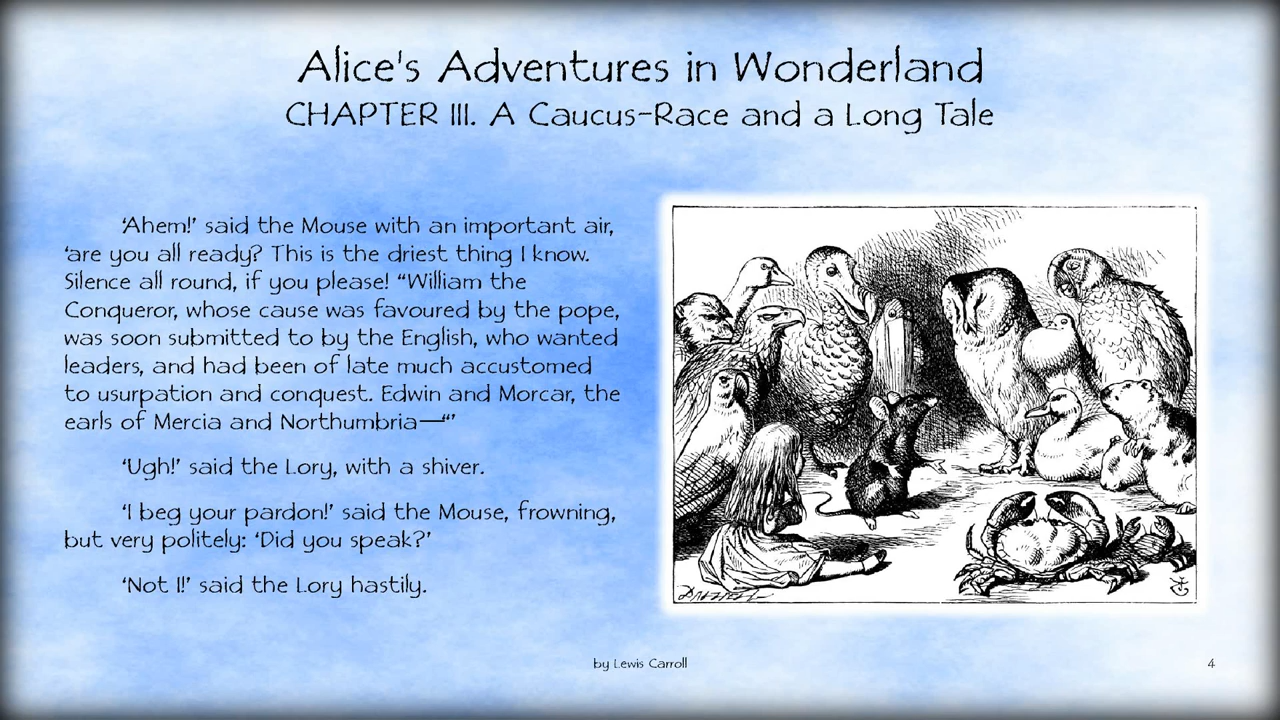 Alice's Adventures in Wonderland
CHAPTER III. A Caucus-Race and a Long Tale
‘Ahem!’ said the Mouse with an important air,
‘are you all ready? This is the driest thing I know.
Silence all round, if you please! “William the
Conqueror, whose cause was favoured by the pope,
was soon submitted to by the English, who wanted
leaders, and had been of late much accustomed
to usurpation and conquest. Edwin and Morcar, the
earls of Mercia and Northumbria—“’
‘Ugh!’ said the Lory, with a shiver.
‘I beg your pardon!’ said the Mouse, frowning,
but very politely: ‘Did you speak?’
‘Not I!’ said the Lory hastily.
by Lewis Carroll
4